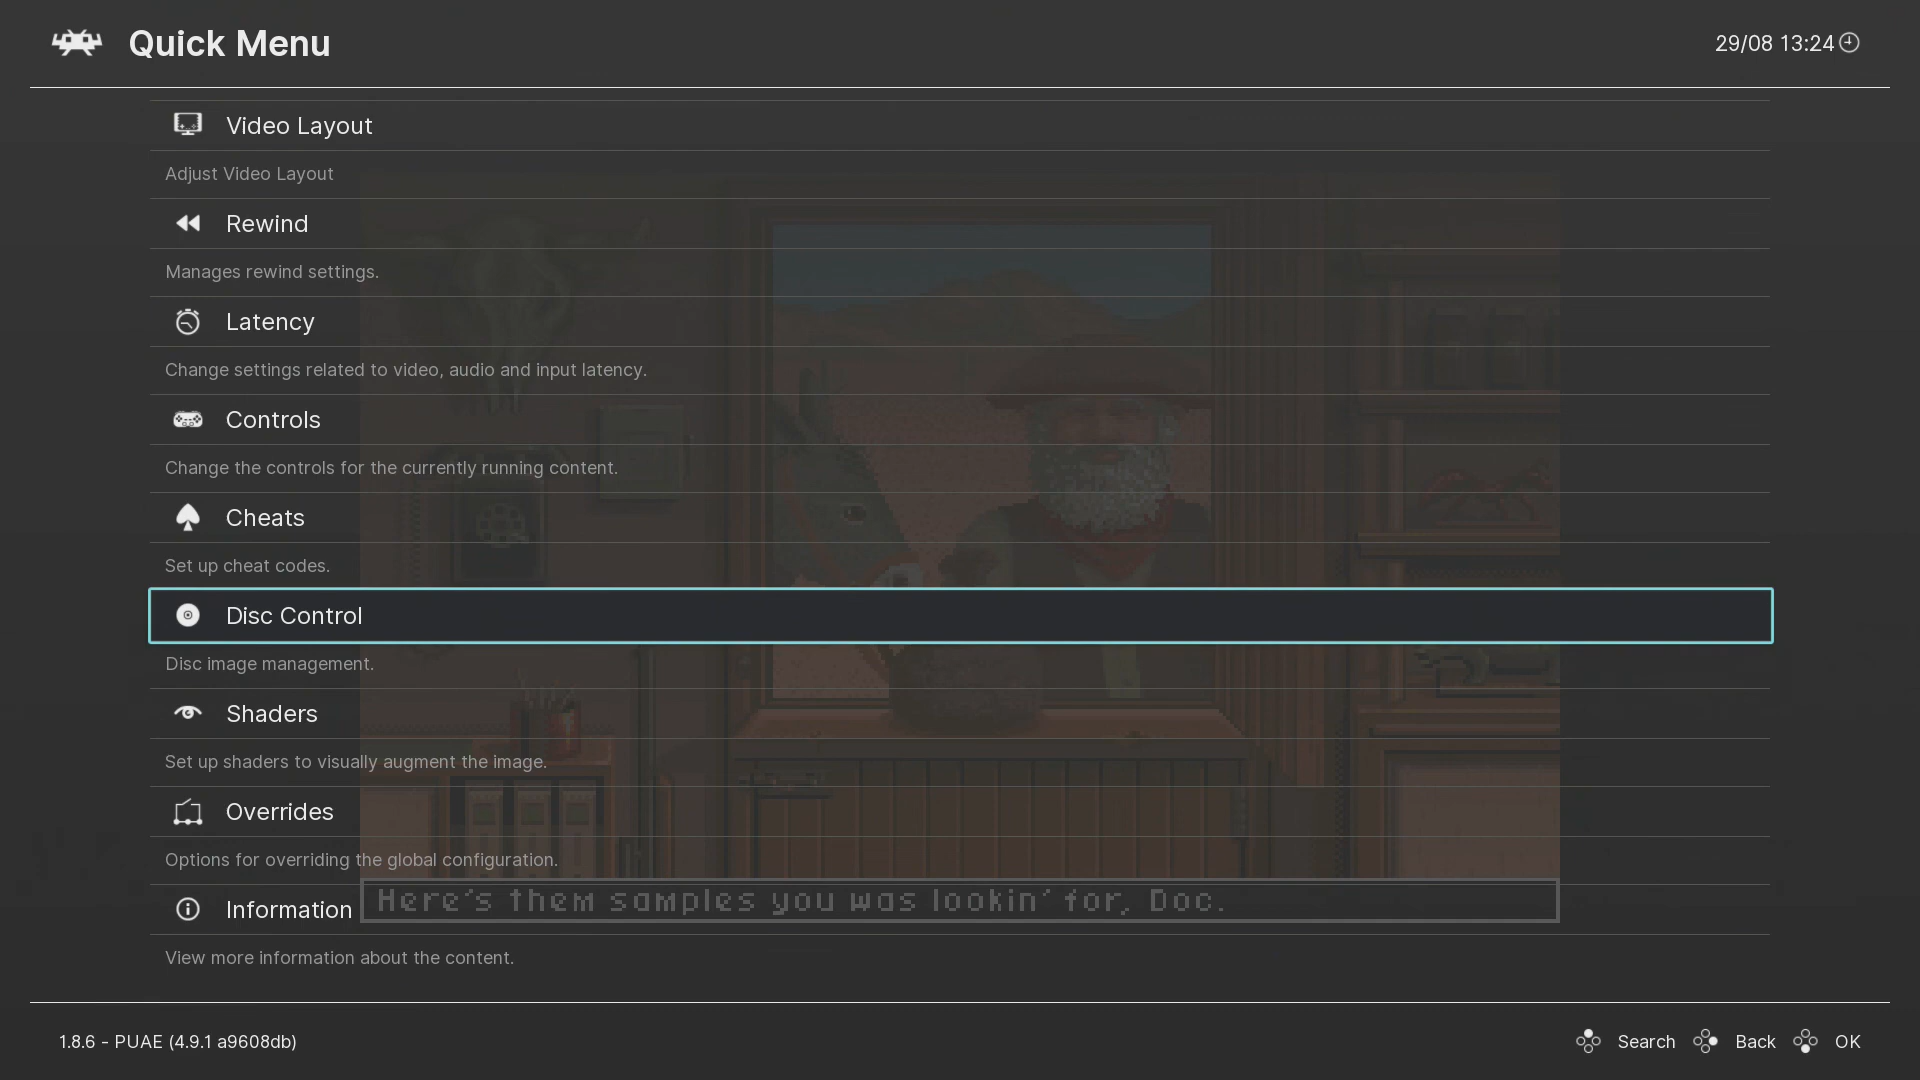 Quick Menu
29/08 13:24
Video Layout
Adjust Video Layout
Rewind
Manages rewind settings.
Latency
Change settings related to video, audio and input latency.
Controls
Change the controls for the currently running content.
Cheats
Set up cheat codes.
Disc Control
Disc image management.
Shaders
Set up shaders to visually augment the image.
Overrides
Options for overriding the global configuration.
Information
Here's them samples you was lookin' for, Doc.
View more information about the content.
1.8.6 - PUAE (4.9.1 a9608db)
Search Back OK